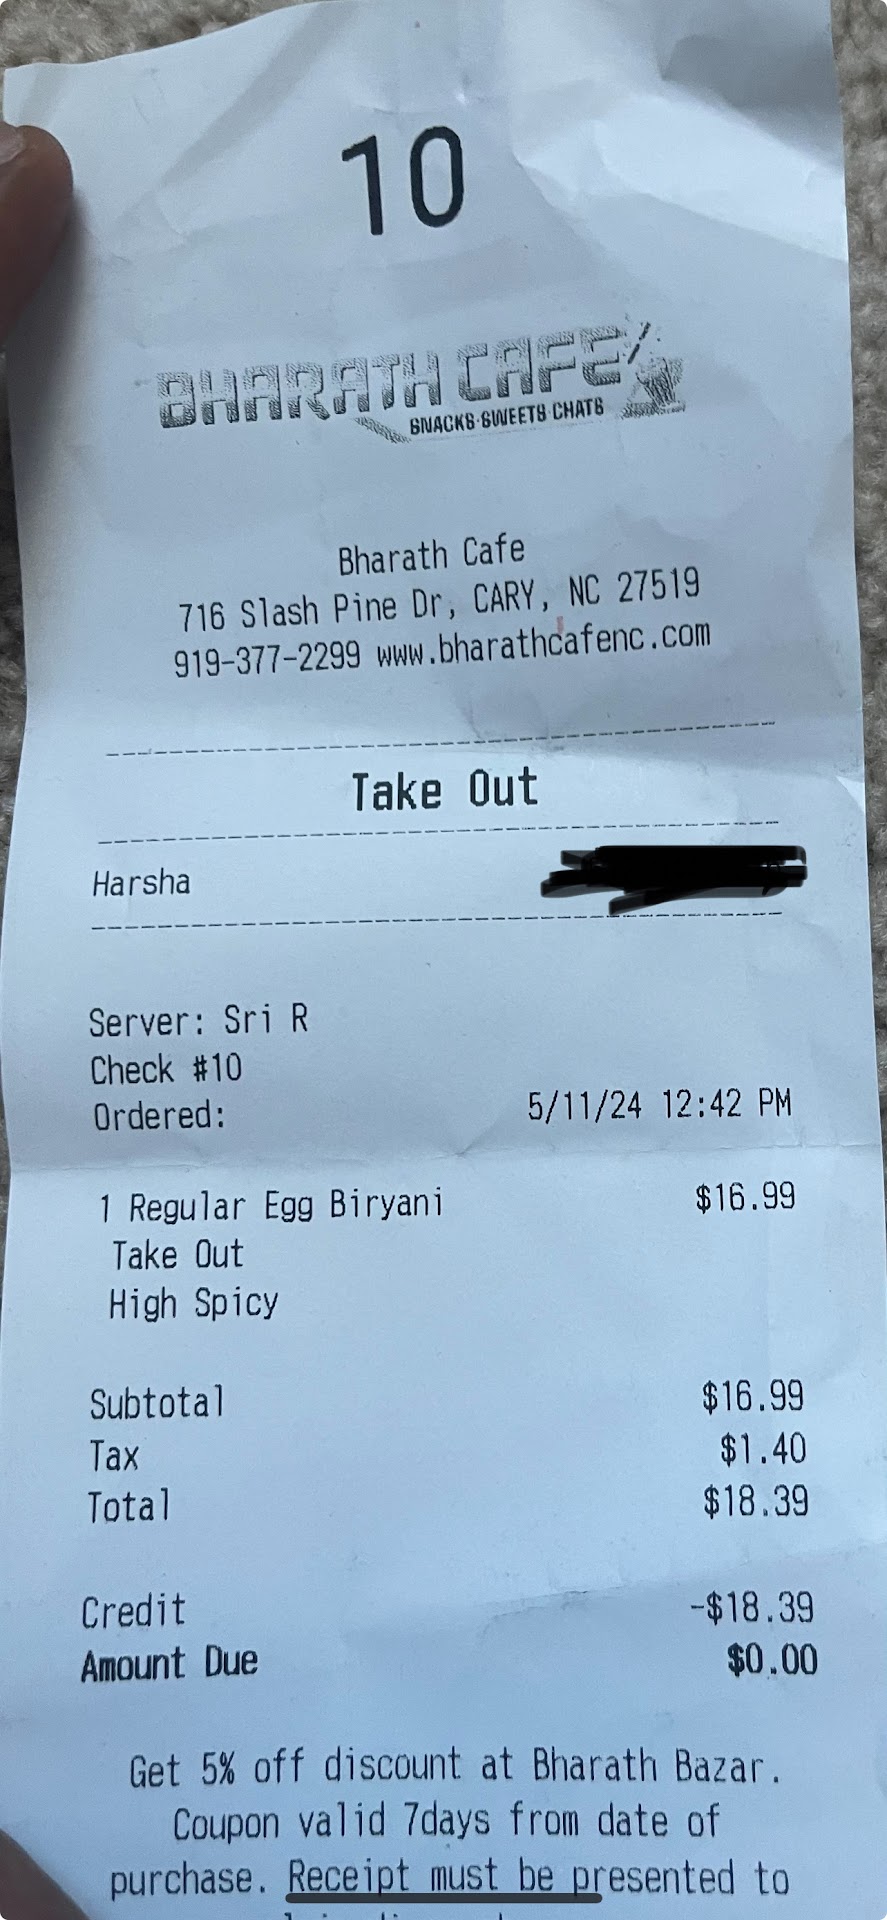 10
BHARATH CAFE
SNACKS·SWEETS·CHATS
Bharath Cafe
716 Slash Pine Dr, CARY, NC 27519
919-377-2299 www.bharathcafenc.com
Take Out
Harsha
Server: Sri R
Check #10
Ordered: 5/11/24 12:42 PM
1 Regular Egg Biryani $16.99
Take Out
High Spicy
Subtotal $16.99
Tax $1.40
Total $18.39
Credit -$18.39
Amount Due $0.00
Get 5% off discount at Bharath Bazar.
Coupon valid 7days from date of
purchase. Receipt must be presented to